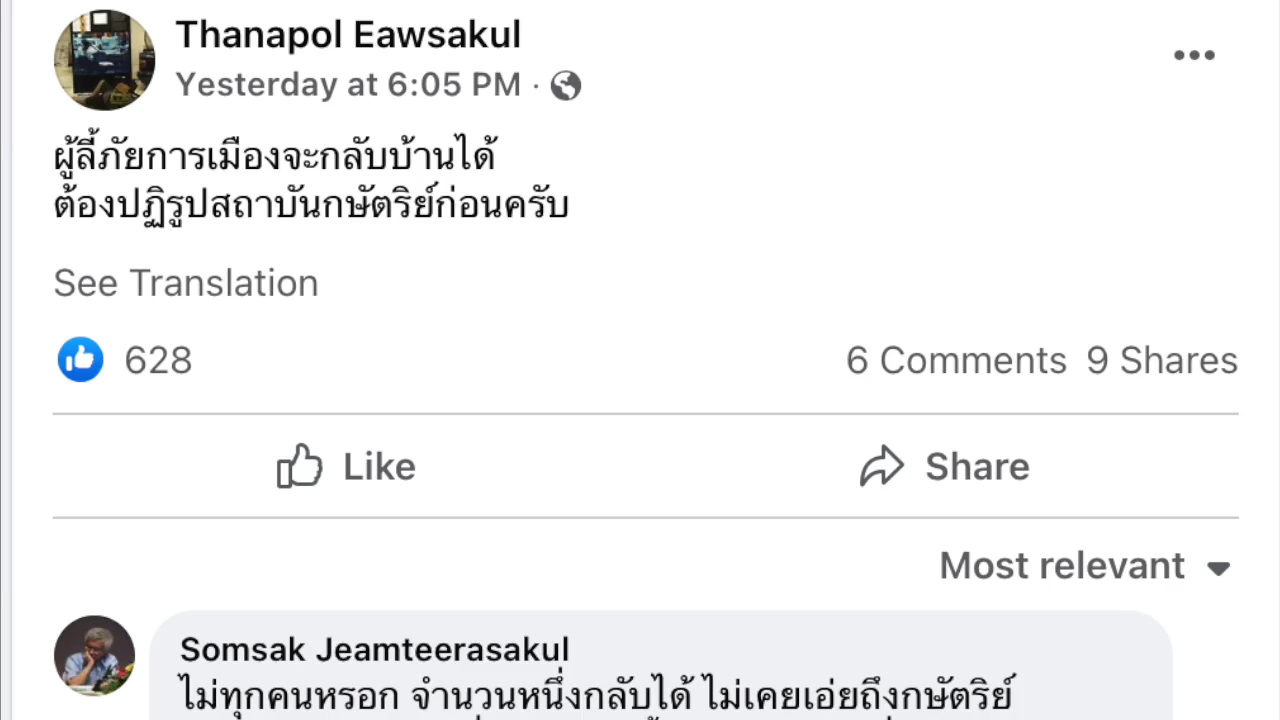 Thanapol Eawsakul
Yesterday at 6:05 PM ·
ผู้ลี้ภัยการเมืองจะกลับบ้านได้
ต้องปฏิรูปสถาบันกษัตริย์ก่อนครับ
See Translation
628
6 Comments 9 Shares
Like
Share
Most relevant
Somsak Jeamteerasakul
ไม่ทุกคนหรอก จำนวนหนึ่งกลับได้ ไม่เคยเอ่ยถึงกษัตริย์